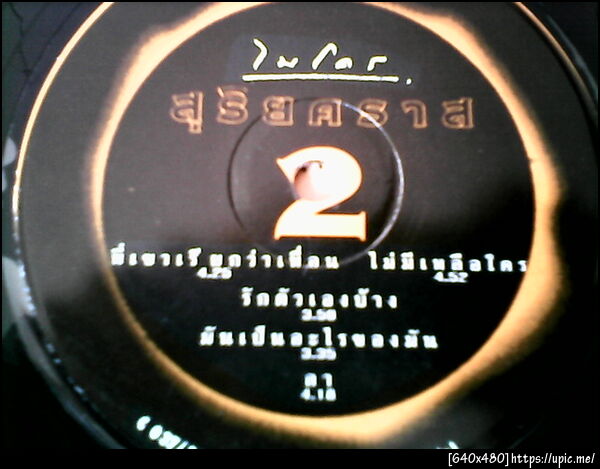 ไมโคร
สุริยคราส
2
ที่เขาเรียกว่าเพื่อน ไม่มีเหลือใคร
4.25 4.52
รักตัวเองบ้าง
3.50
มันเป็นอะไรของมัน
3.35
ลา
4.18
[640x480]https://upic.me/